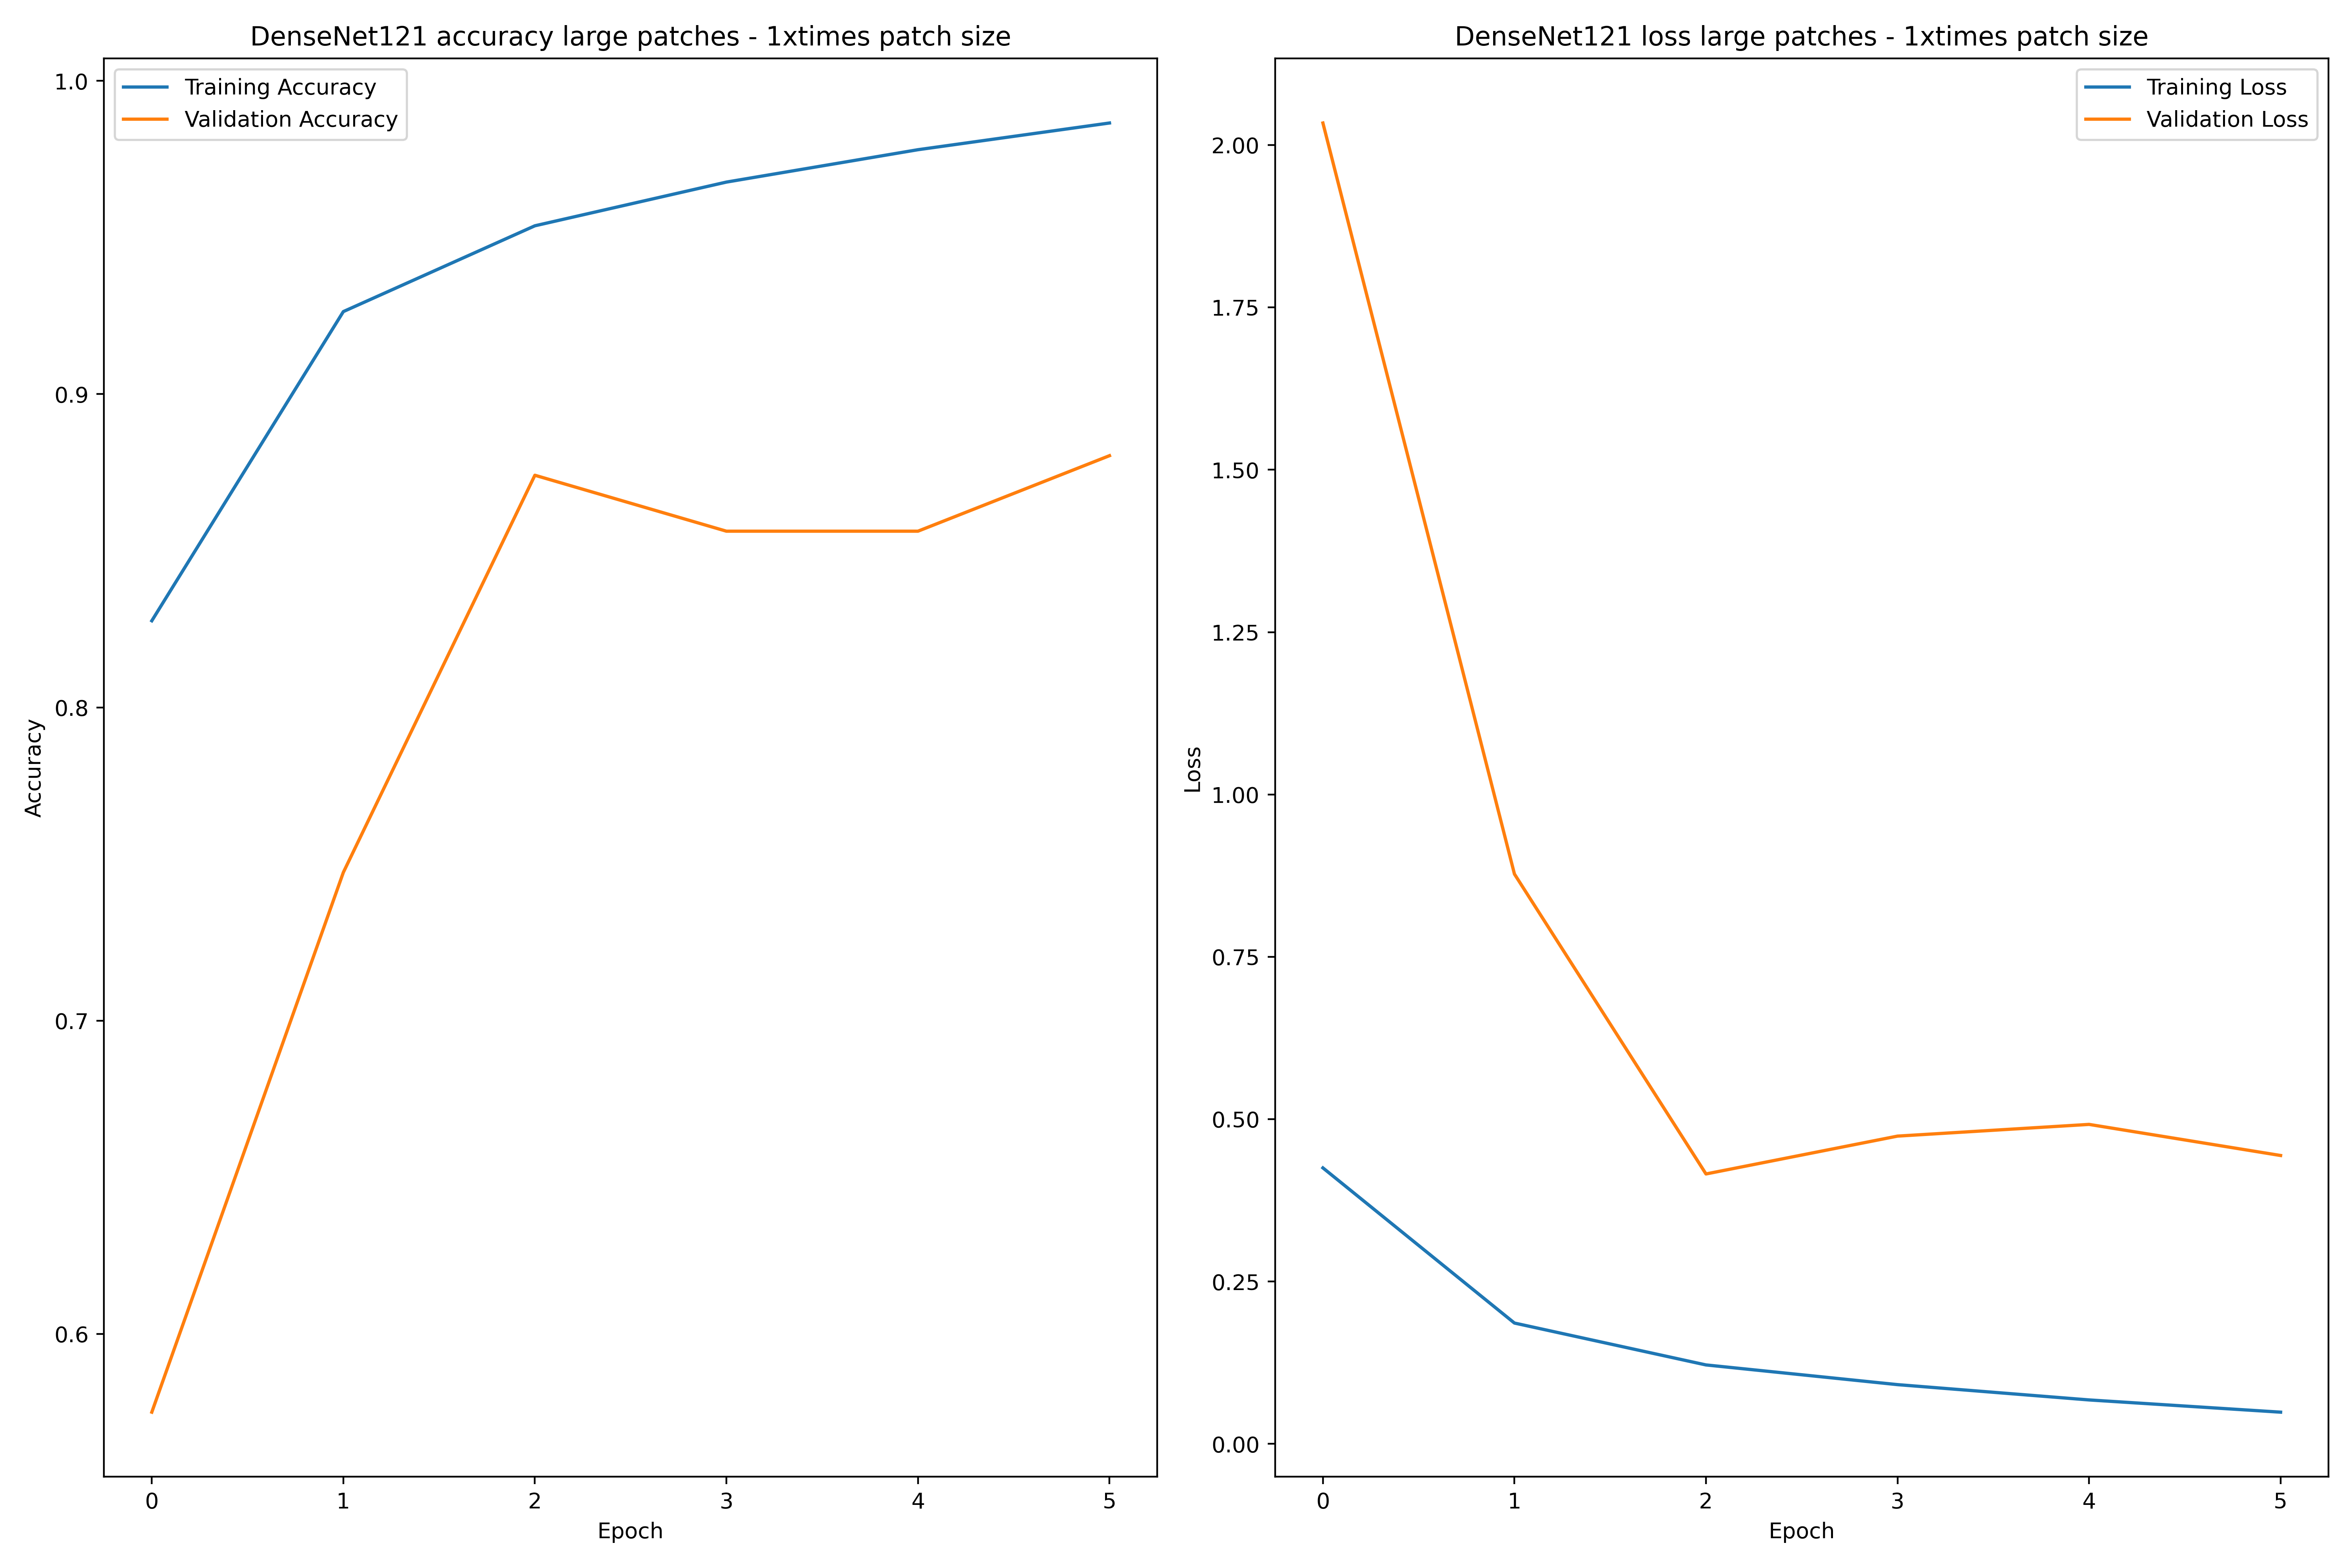 DenseNet121 accuracy large patches - 1xtimes patch size
Training Accuracy
Validation Accuracy
1.0
0.9
0.8
0.7
0.6
Accuracy
0 1 2 3 4 5
Epoch
DenseNet121 loss large patches - 1xtimes patch size
Training Loss
Validation Loss
2.00
1.75
1.50
1.25
1.00
0.75
0.50
0.25
0.00
Loss
0 1 2 3 4 5
Epoch